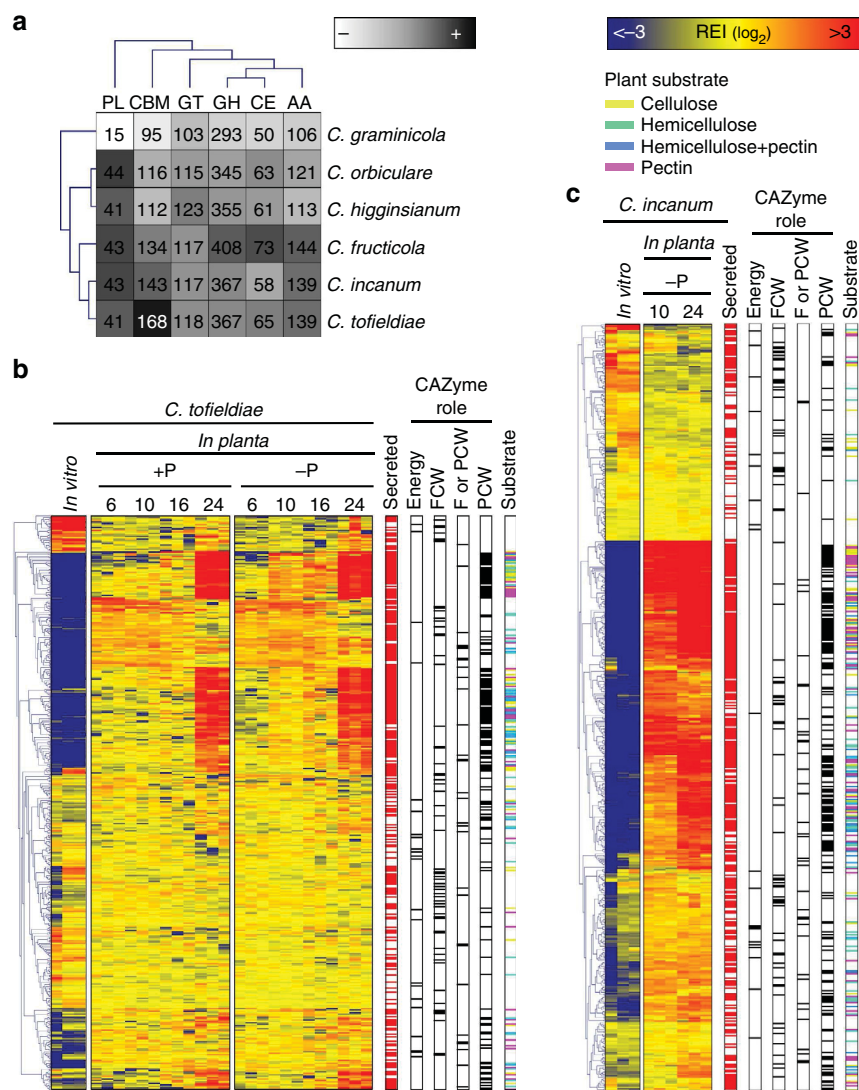 a
− +
PL CBM GT GH CE AA
15 95 103 293 50 106 C. graminicola
44 116 115 345 63 121 C. orbiculare
41 112 123 355 61 113 C. higginsianum
43 134 117 408 73 144 C. fructicola
43 143 117 367 58 139 C. incanum
41 168 118 367 65 139 C. tofieldiae
<−3 REI (log2) >3
Plant substrate
Cellulose
Hemicellulose
Hemicellulose+pectin
Pectin
b
C. tofieldiae
CAZyme
role
In vitro
In planta
+P −P
6 10 16 24 6 10 16 24
Secreted
Energy
FCW
F or PCW
PCW
Substrate
c
C. incanum
CAZyme
role
In vitro
In planta
−P
10 24
Secreted
Energy
FCW
F or PCW
PCW
Substrate